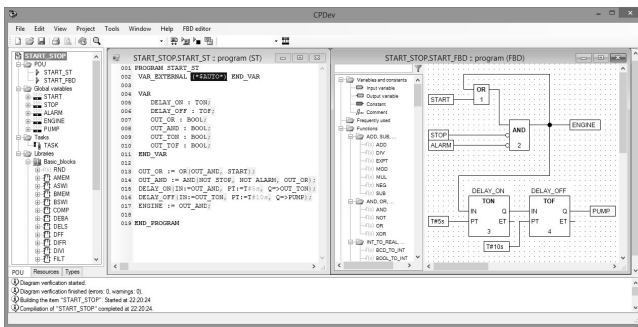 CPDev
File Edit View Project Tools Window Help FBD editor
START_STOP
POU
START_ST
START_FBD
Global variables
START
STOP
ALARM
ENGINE
PUMP
Tasks
TASK
Libraries
Basic_blocks
RND
AMEM
ASWI
BMEM
BSWI
COMP
DEBA
DELS
DFF
DIFR
DIVI
FILT
POU Resources Types
START_STOP.START_ST :: program (ST)
001 PROGRAM START_ST
002 VAR_EXTERNAL (*$AUTO*) END_VAR
003
004 VAR
005 DELAY_ON : TON;
006 DELAY_OFF : TOF;
007 OUT_OR : BOOL;
008 OUT_AND : BOOL;
009 OUT_TON : BOOL;
010 OUT_TOF : BOOL;
011 END_VAR
012
013 OUT_OR := OR(OUT_AND, START);
014 OUT_AND := AND(NOT STOP, NOT ALARM, OUT_OR);
015 DELAY_ON(IN:=OUT_AND, PT:=T#5s, Q=>OUT_TON);
016 DELAY_OFF(IN:=OUT_TON, PT:=T#10s, Q=>PUMP);
017 ENGINE := OUT_AND;
018
019 END_PROGRAM
START_STOP.START_FBD :: program (FBD)
Variables and constants
Input variable
Output variable
Constant
Comment
Frequently used
Functions
ADD, SUB, ...
f(x) ADD
f(x) DIV
f(x) EXPT
f(x) MOD
f(x) MUL
f(x) NEG
f(x) SUB
AND, OR, ...
f(x) AND
f(x) NOT
f(x) OR
f(x) XOR
INT_TO_REAL, ...
f(x) BCD_TO_INT
f(x) BOOL_TO_INT
START
OR
1
STOP
ALARM
AND
2
ENGINE
DELAY_ON
TON
IN Q
PT ET
3
T#5s
DELAY_OFF
TOF
IN Q
PT ET
4
T#10s
PUMP
Diagram verification started.
Diagram verification finished (errors: 0, warnings: 0).
Building the item "START_STOP". Started at 22:20:24
Compilation of "START_STOP" completed at 22:20:24.